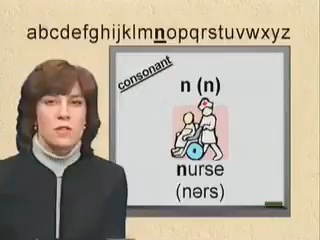 abcdefghijklmnopqrstuvwxyz
consonant
n (n)
nurse
(nərs)